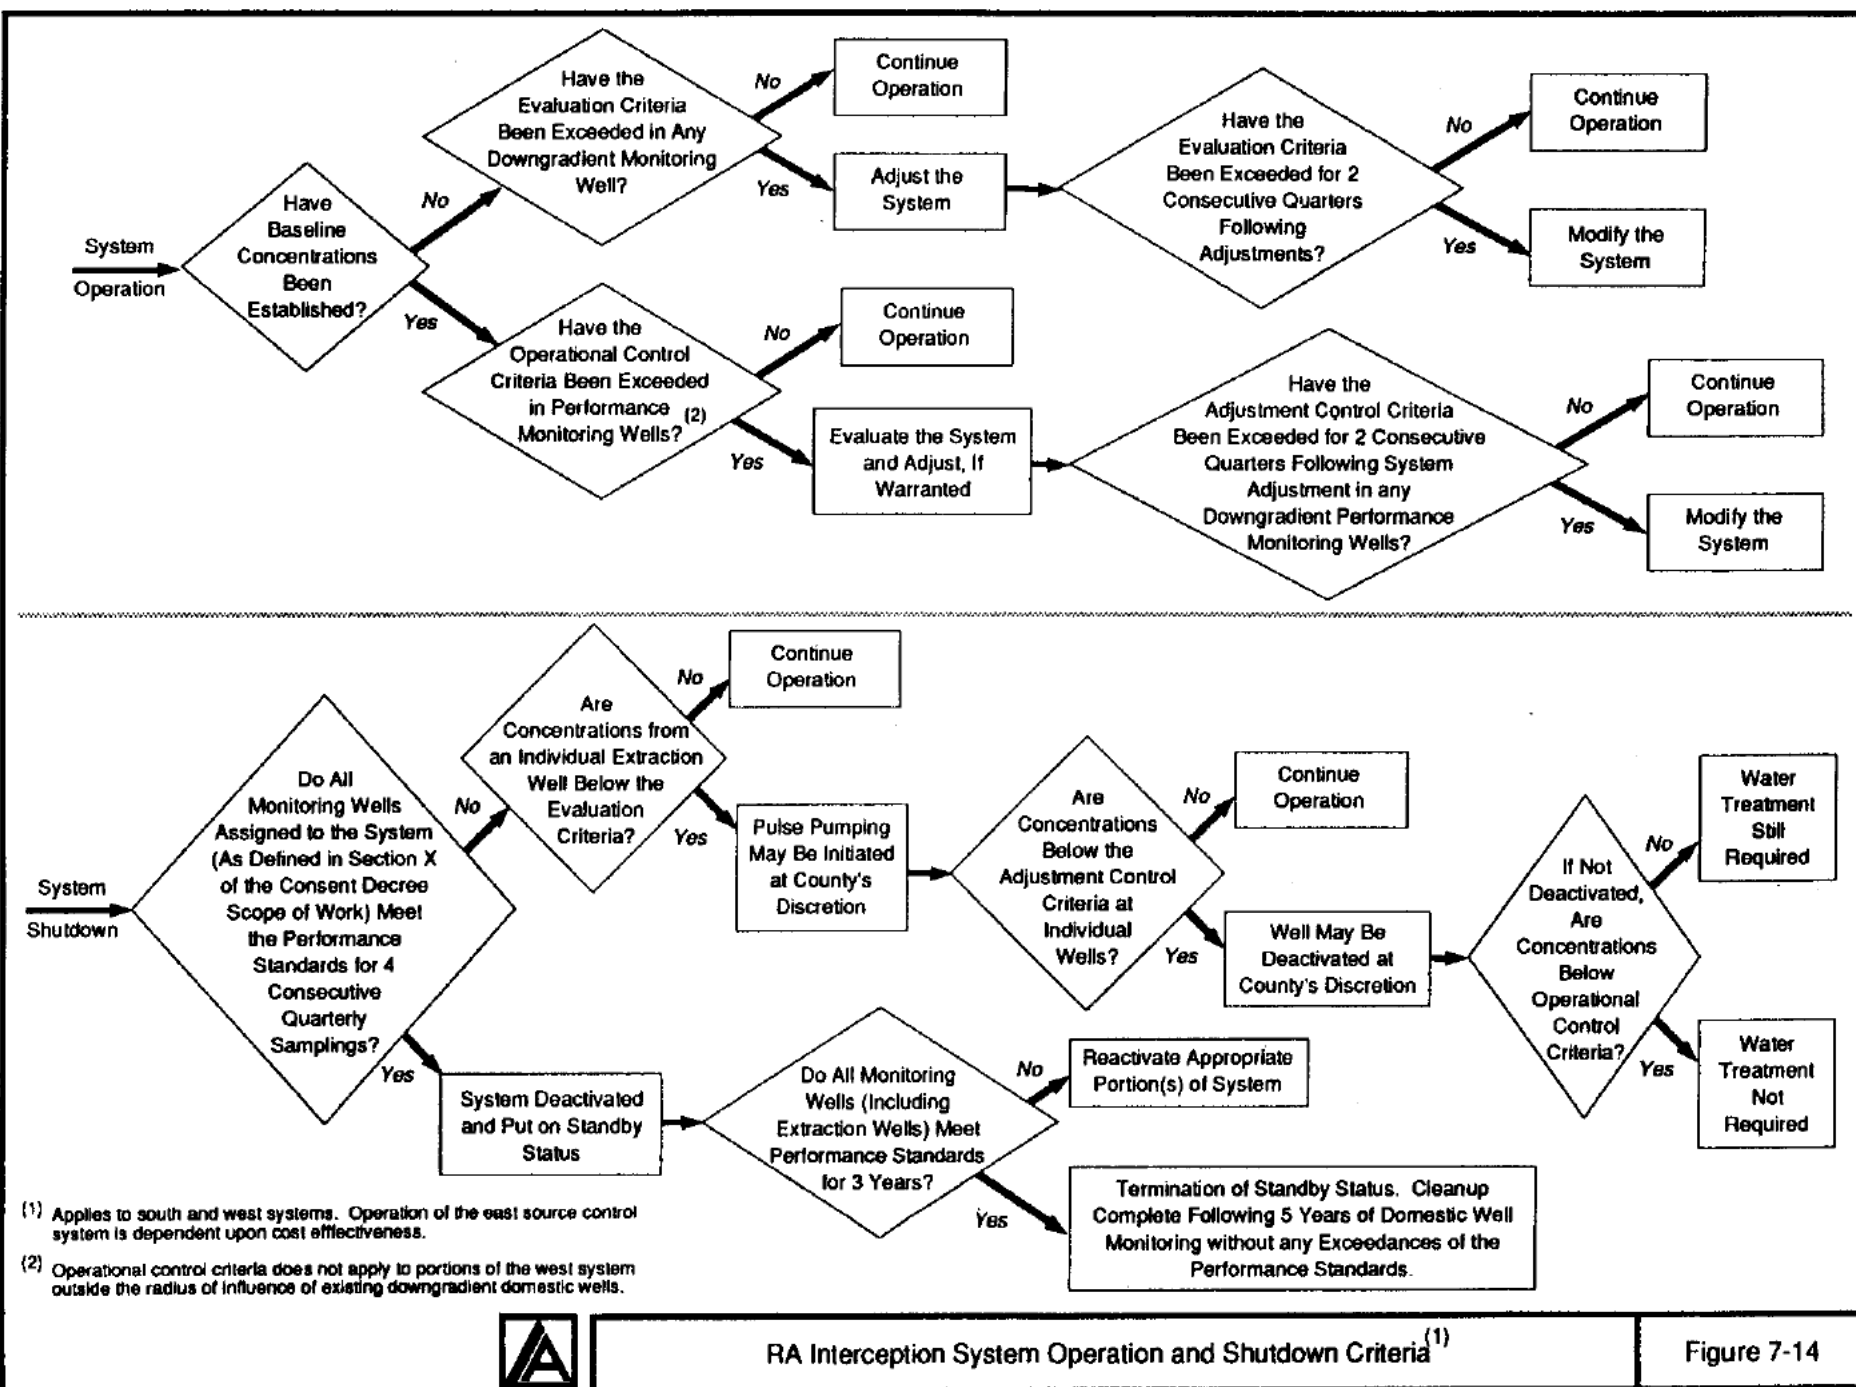 System
Operation
Have
Baseline
Concentrations
Been
Established?
No
Yes
Have the
Evaluation Criteria
Been Exceeded in Any
Downgradient Monitoring
Well?
No
Continue
Operation
Yes
Adjust the
System
Have the
Evaluation Criteria
Been Exceeded for 2
Consecutive Quarters
Following
Adjustments?
No
Continue
Operation
Yes
Modify the
System
Have the
Operational Control
Criteria Been Exceeded
in Performance
Monitoring Wells? (2)
No
Continue
Operation
Yes
Evaluate the System
and Adjust, If
Warranted
Have the
Adjustment Control Criteria
Been Exceeded for 2 Consecutive
Quarters Following System
Adjustment in any
Downgradient Performance
Monitoring Wells?
No
Continue
Operation
Yes
Modify the
System
System
Shutdown
Do All
Monitoring Wells
Assigned to the System
(As Defined in Section X
of the Consent Decree
Scope of Work) Meet
the Performance
Standards for 4
Consecutive
Quarterly
Samplings?
No
Yes
Are
Concentrations from
an Individual Extraction
Well Below the
Evaluation
Criteria?
No
Continue
Operation
Yes
Pulse Pumping
May Be Initiated
at County's
Discretion
Are
Concentrations
Below the
Adjustment Control
Criteria at
Individual
Wells?
No
Continue
Operation
Yes
Well May Be
Deactivated at
County's Discretion
If Not
Deactivated,
Are
Concentrations
Below
Operational
Control
Criteria?
No
Water
Treatment
Still
Required
Yes
Water
Treatment
Not
Required
System Deactivated
and Put on Standby
Status
Do All Monitoring
Wells (Including
Extraction Wells) Meet
Performance Standards
for 3 Years?
No
Reactivate Appropriate
Portion(s) of System
Yes
Termination of Standby Status. Cleanup
Complete Following 5 Years of Domestic Well
Monitoring without any Exceedances of the
Performance Standards.
(1) Applies to south and west systems. Operation of the east source control
system is dependent upon cost efffectiveness.
(2) Operational control criteria does not apply to portions of the west system
outside the radius of influence of existing downgradient domestic wells.
RA Interception System Operation and Shutdown Criteria(1)
Figure 7-14